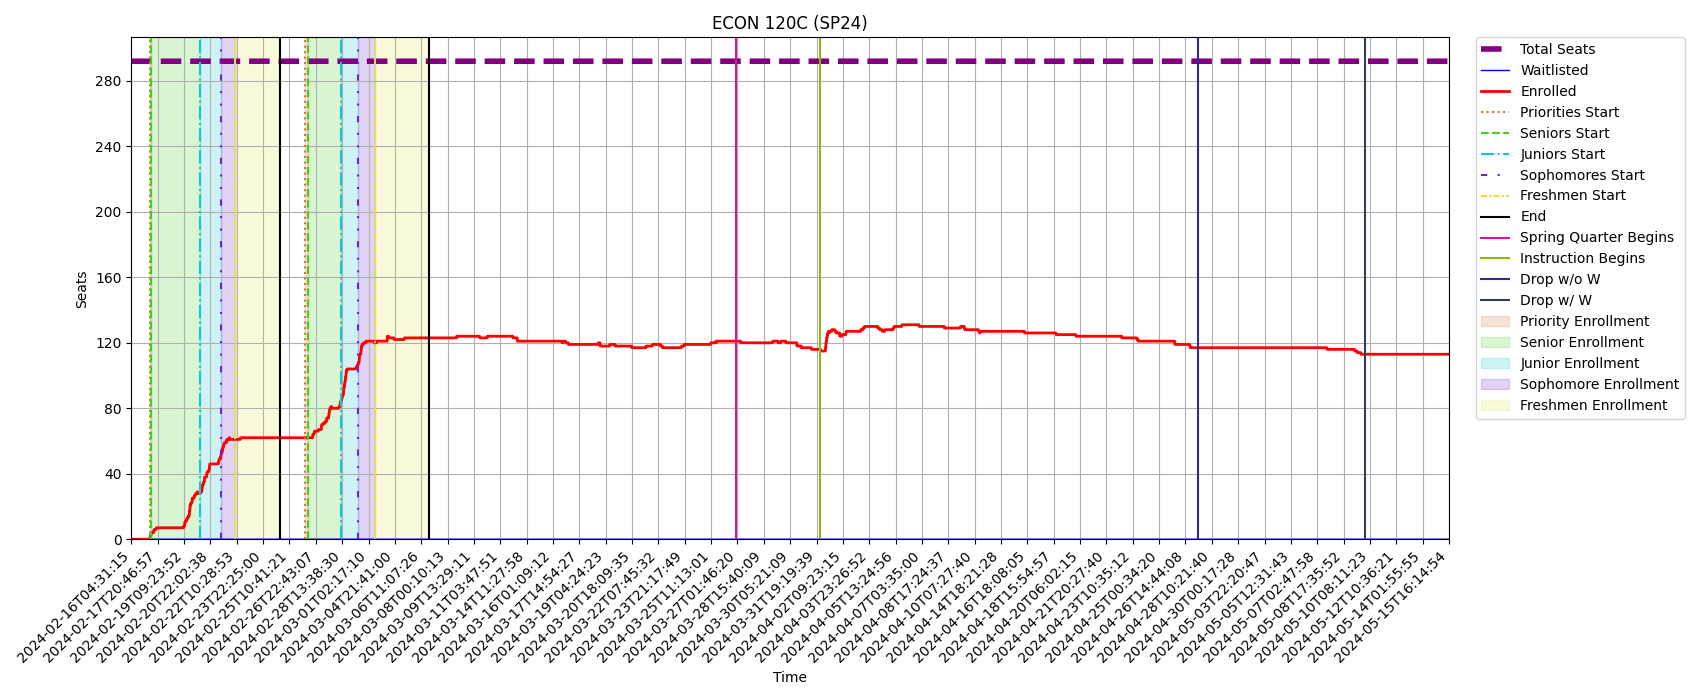 ECON 120C (SP24)
Seats
280
240
200
160
120
80
40
0
2024-02-16T04:31:15
2024-02-17T20:46:57
2024-02-19T09:23:52
2024-02-20T22:02:38
2024-02-22T10:28:53
2024-02-23T22:25:00
2024-02-25T10:41:21
2024-02-26T22:43:07
2024-02-28T13:38:30
2024-03-01T02:17:10
2024-03-04T21:41:00
2024-03-06T11:07:26
2024-03-08T00:10:13
2024-03-09T13:29:11
2024-03-11T03:47:51
2024-03-14T11:27:58
2024-03-16T01:09:12
2024-03-17T14:54:27
2024-03-19T04:24:23
2024-03-20T18:09:35
2024-03-22T07:45:32
2024-03-23T21:17:49
2024-03-25T11:13:01
2024-03-27T01:46:20
2024-03-28T15:40:09
2024-03-30T05:21:09
2024-03-31T19:19:39
2024-04-02T09:23:15
2024-04-03T23:26:52
2024-04-05T13:24:56
2024-04-07T03:35:00
2024-04-08T17:24:37
2024-04-10T07:27:40
2024-04-14T18:21:28
2024-04-16T18:08:05
2024-04-18T15:54:57
2024-04-20T06:02:15
2024-04-21T20:27:40
2024-04-23T10:35:12
2024-04-25T00:34:20
2024-04-26T14:44:08
2024-04-28T10:21:40
2024-04-30T00:17:28
2024-05-03T22:20:47
2024-05-05T12:31:43
2024-05-07T02:47:58
2024-05-08T17:35:52
2024-05-10T08:11:23
2024-05-12T10:36:21
2024-05-14T01:55:55
2024-05-15T16:14:54
Time
Total Seats
Waitlisted
Enrolled
Priorities Start
Seniors Start
Juniors Start
Sophomores Start
Freshmen Start
End
Spring Quarter Begins
Instruction Begins
Drop w/o W
Drop w/ W
Priority Enrollment
Senior Enrollment
Junior Enrollment
Sophomore Enrollment
Freshmen Enrollment